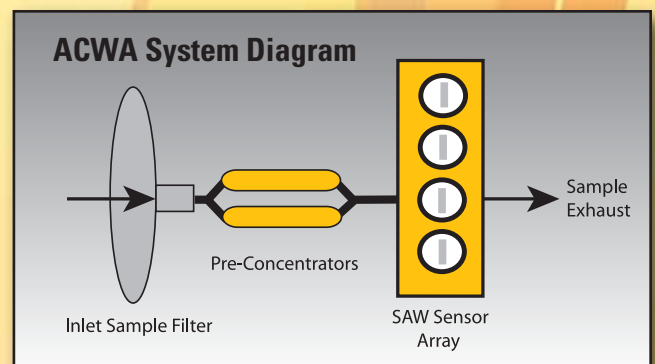 ACWA System Diagram
Sample
Exhaust
Pre-Concentrators
Inlet Sample Filter
SAW Sensor
Array